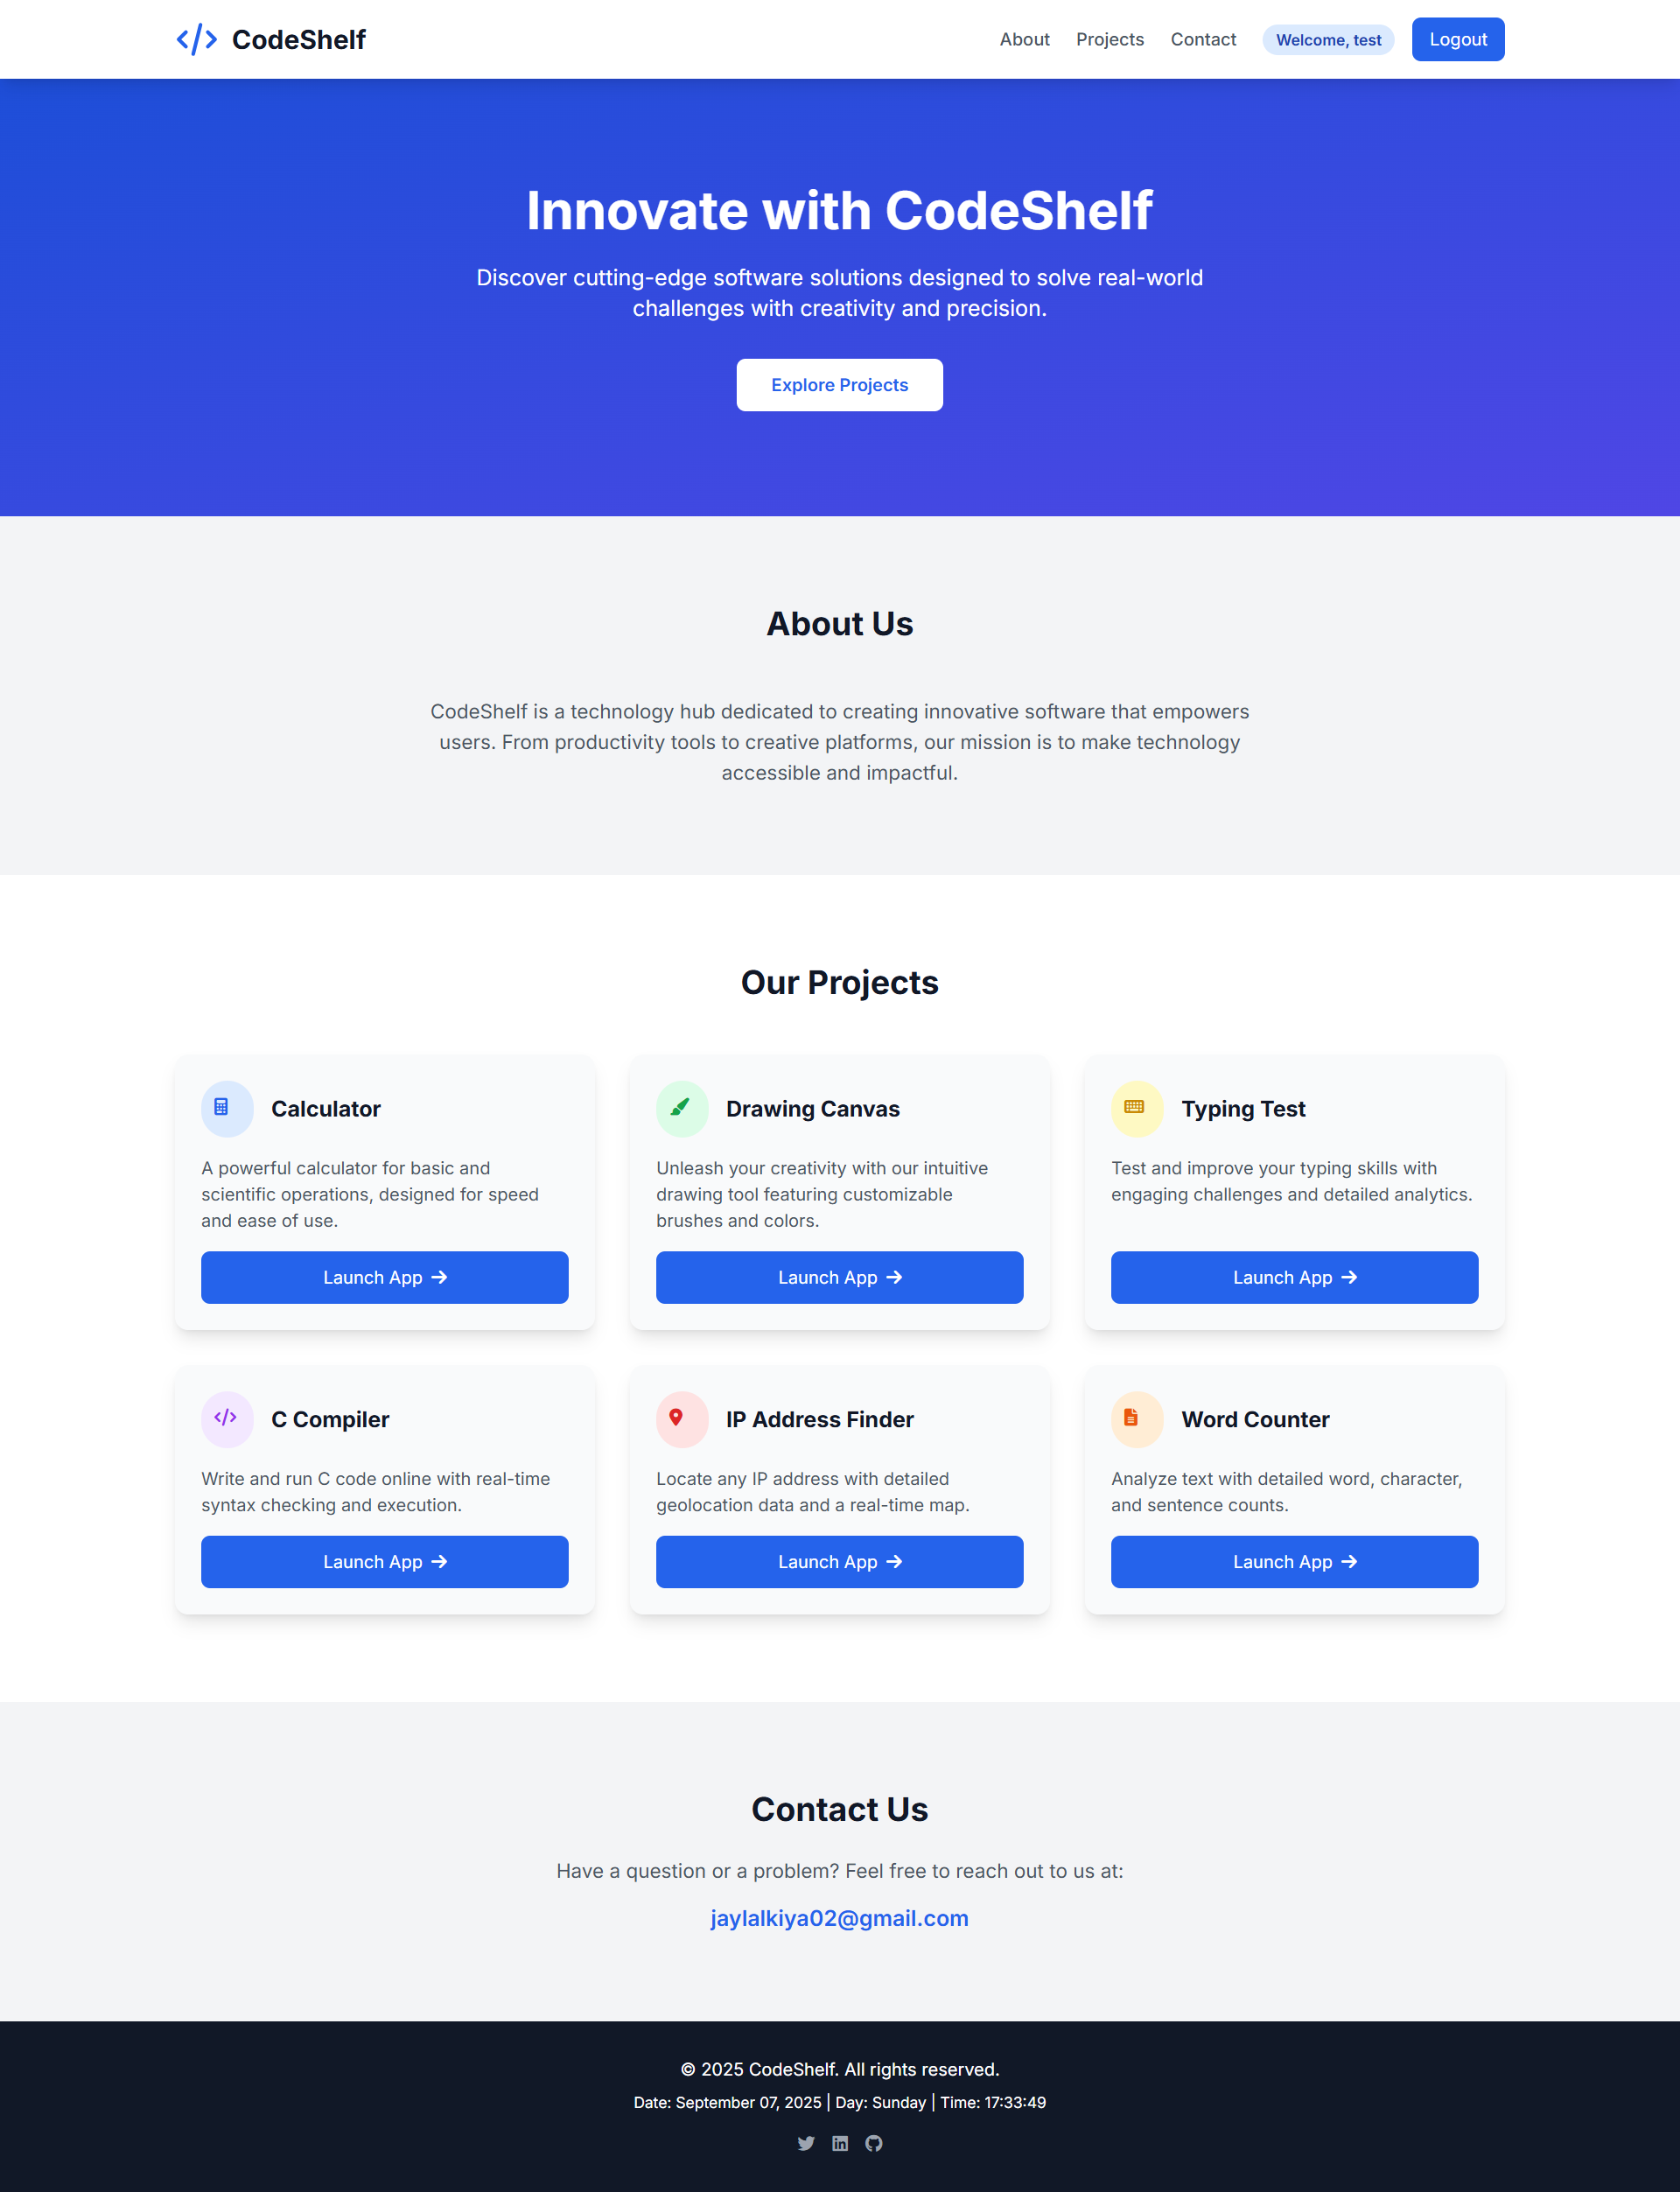 CodeShelf
About Projects Contact Welcome, test Logout
Innovate with CodeShelf
Discover cutting-edge software solutions designed to solve real-world
challenges with creativity and precision.
Explore Projects
About Us
CodeShelf is a technology hub dedicated to creating innovative software that empowers
users. From productivity tools to creative platforms, our mission is to make technology
accessible and impactful.
Our Projects
Calculator
A powerful calculator for basic and
scientific operations, designed for speed
and ease of use.
Launch App
Drawing Canvas
Unleash your creativity with our intuitive
drawing tool featuring customizable
brushes and colors.
Launch App
Typing Test
Test and improve your typing skills with
engaging challenges and detailed analytics.
Launch App
C Compiler
Write and run C code online with real-time
syntax checking and execution.
Launch App
IP Address Finder
Locate any IP address with detailed
geolocation data and a real-time map.
Launch App
Word Counter
Analyze text with detailed word, character,
and sentence counts.
Launch App
Contact Us
Have a question or a problem? Feel free to reach out to us at:
jaylalkiya02@gmail.com
© 2025 CodeShelf. All rights reserved.
Date: September 07, 2025 | Day: Sunday | Time: 17:33:49